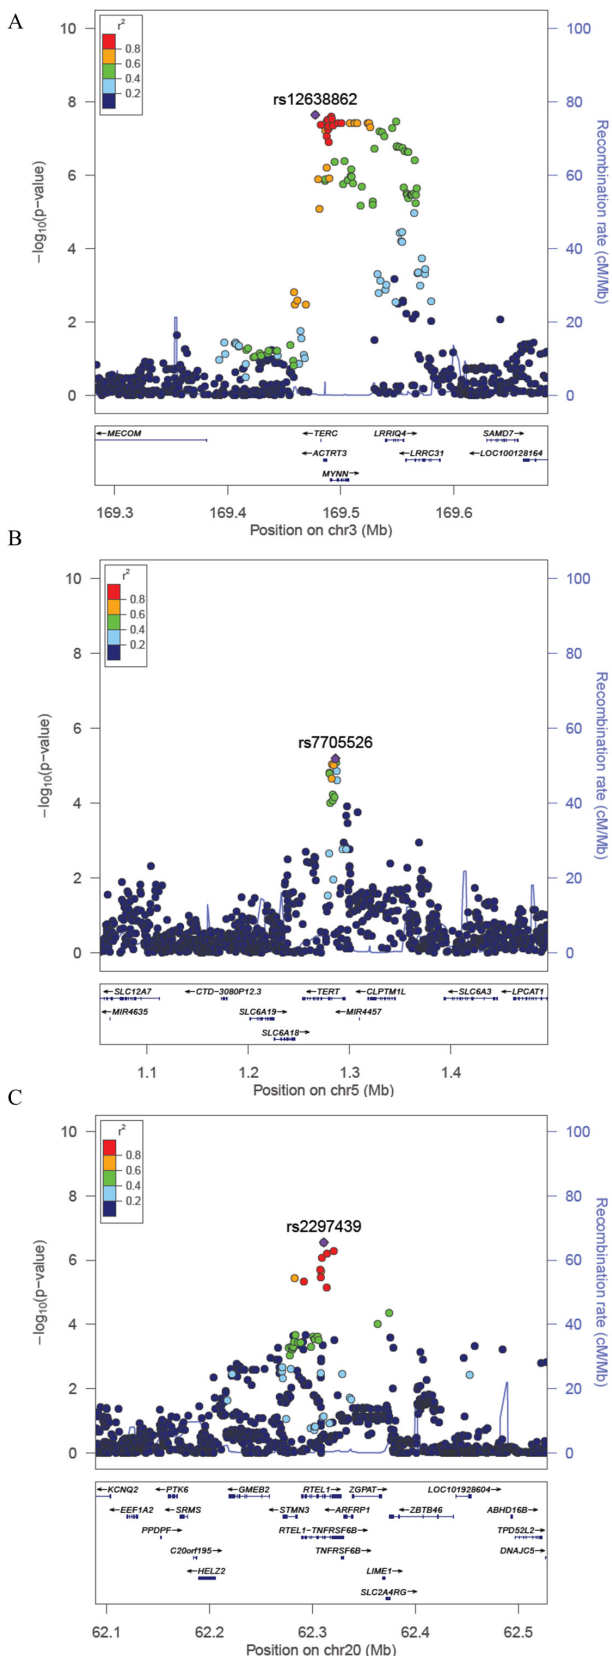 A
r2
0.8
0.6
0.4
0.2
rs12638862
10
8
6
4
2
0
−log10(p−value)
100
80
60
40
20
0
Recombination rate (cM/Mb)
←MECOM
←TERC
LRRIQ4→
SAMD7→
←ACTRT3
←LRRC31
←LOC100128164
MYNN→
169.3 169.4 169.5 169.6
Position on chr3 (Mb)
B
r2
0.8
0.6
0.4
0.2
rs7705526
10
8
6
4
2
0
−log10(p−value)
100
80
60
40
20
0
Recombination rate (cM/Mb)
←SLC12A7
←CTD−3080P12.3
←TERT
←CLPTM1L
←SLC6A3
←LPCAT1
←MIR4635
SLC6A19→
←MIR4457
SLC6A18→
1.1 1.2 1.3 1.4
Position on chr5 (Mb)
C
r2
0.8
0.6
0.4
0.2
rs2297439
10
8
6
4
2
0
−log10(p−value)
100
80
60
40
20
0
Recombination rate (cM/Mb)
←KCNQ2
←PTK6
←GMEB2
RTEL1→
ZGPAT→
LOC101928604→
←EEF1A2
←SRMS
←STMN3
←ARFRP1
←ZBTB46
ABHD16B→
PPDPF→
RTEL1−TNFRSF6B→
TPD52L2→
C20orf195→
TNFRSF6B→
DNAJC5→
←HELZ2
LIME1→
SLC2A4RG→
62.1 62.2 62.3 62.4 62.5
Position on chr20 (Mb)